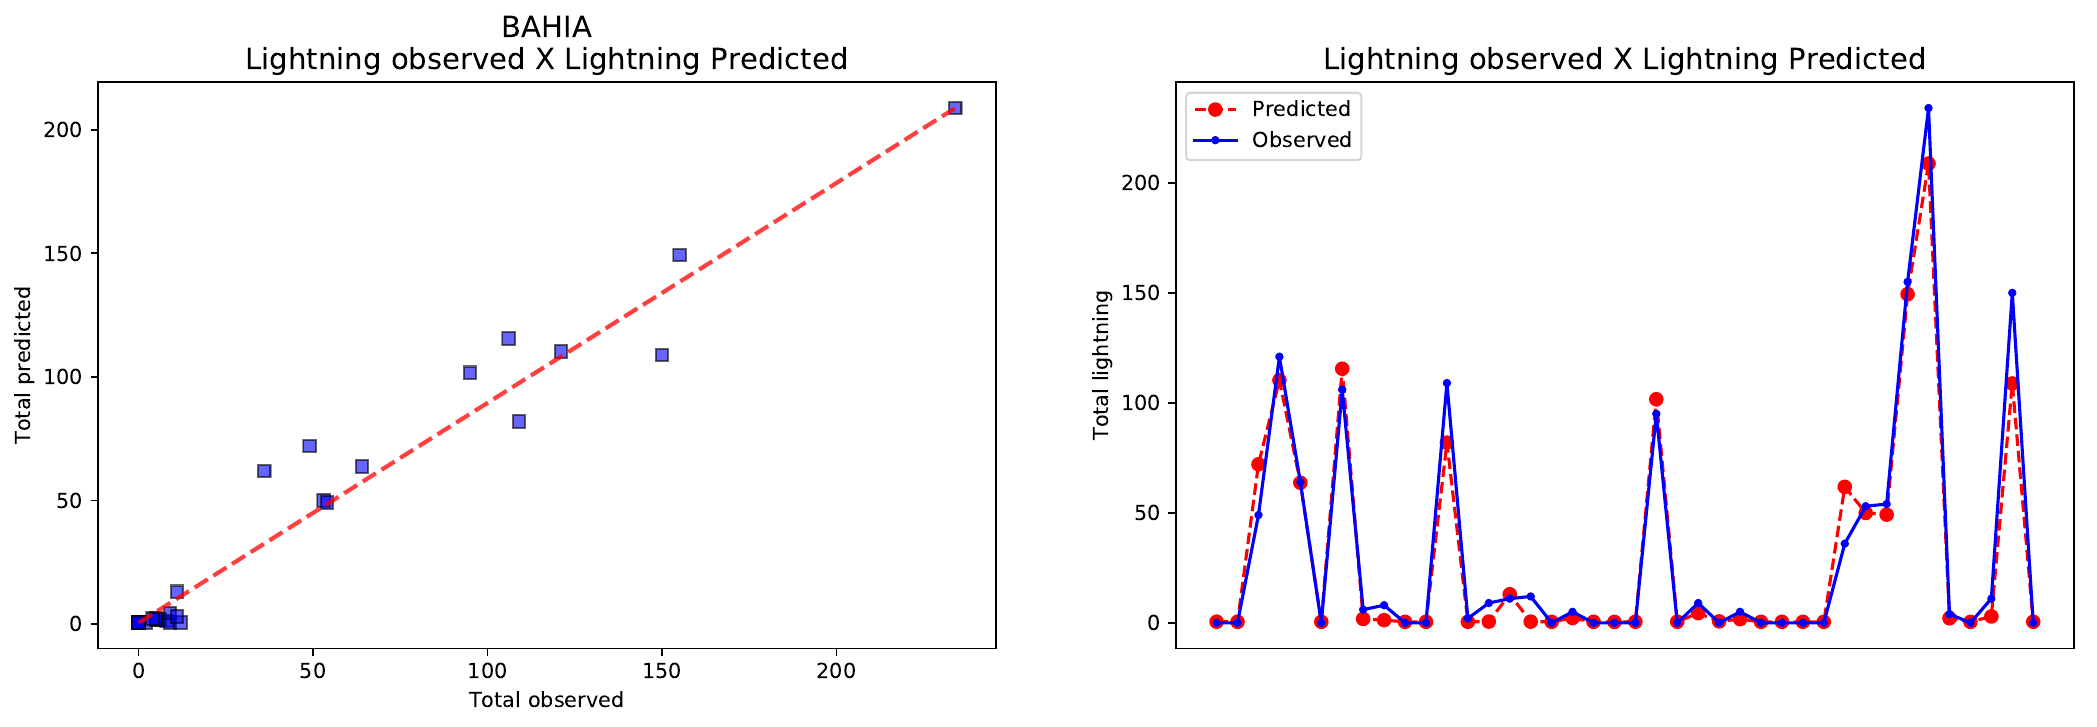 BAHIA
Lightning observed X Lightning Predicted
Total predicted
200
150
100
50
0
0 50 100 150 200
Total observed
Lightning observed X Lightning Predicted
Predicted
Observed
Total lightning
200
150
100
50
0